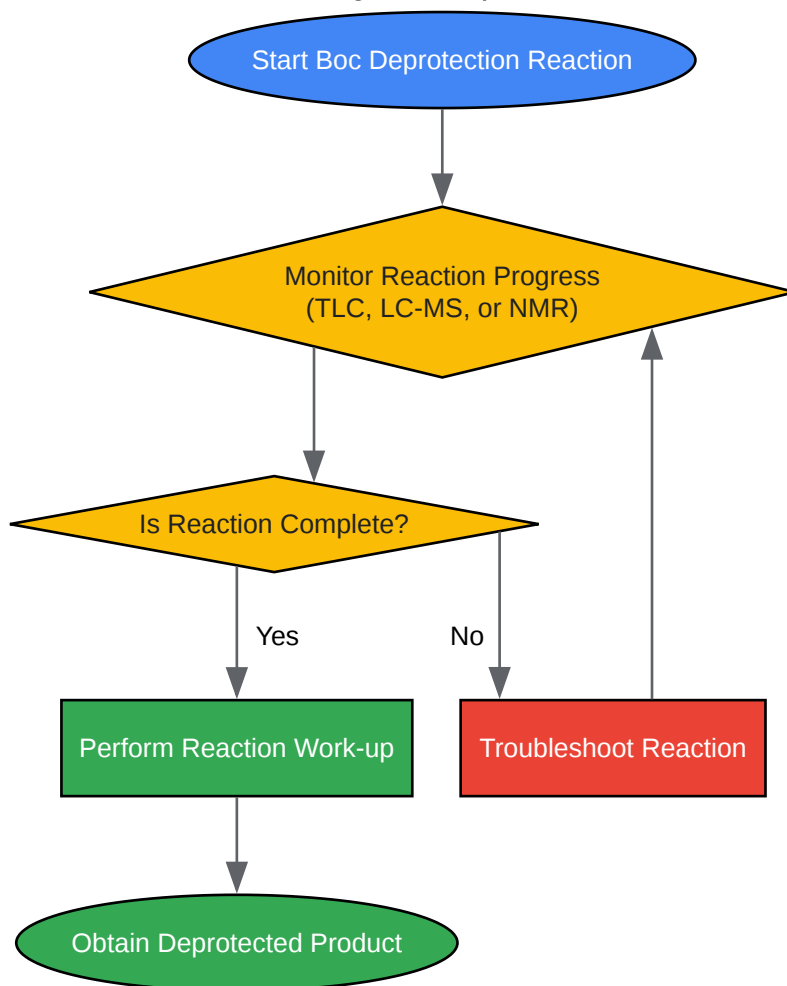 Start Boc Deprotection Reaction
Monitor Reaction Progress
(TLC, LC-MS, or NMR)
Is Reaction Complete?
Yes
No
Perform Reaction Work-up
Troubleshoot Reaction
Obtain Deprotected Product